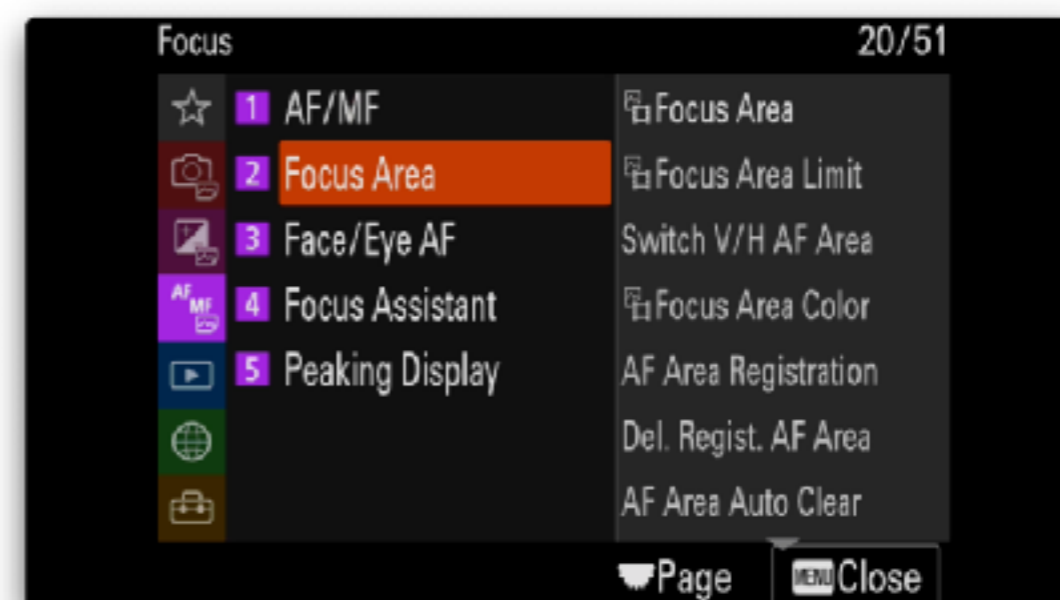 Focus 20/51
1 AF/MF
2 Focus Area
3 Face/Eye AF
4 Focus Assistant
5 Peaking Display
AF MF
Focus Area
Focus Area Limit
Switch V/H AF Area
Focus Area Color
AF Area Registration
Del. Regist. AF Area
AF Area Auto Clear
Page MENU Close